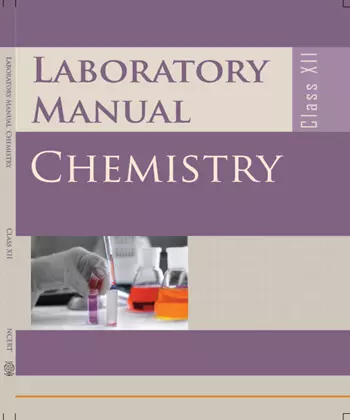 LABORATORY
MANUAL
CHEMISTRY
Class XII
LABORATORY MANUAL CHEMISTRY
CLASS XII
NCERT